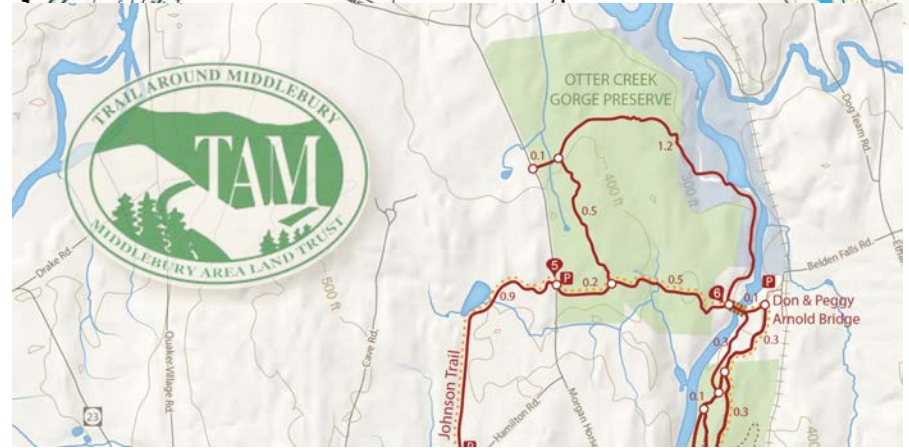 TRAIL AROUND MIDDLEBURY
TAM
MIDDLEBURY AREA LAND TRUST
OTTER CREEK
GORGE PRESERVE
Dog Team Rd.
0.1
1.2
400 ft
300 ft
0.5
Drake Rd.
500 ft
Belden Falls Rd.
5
P
0.9
0.2
0.5
6
0.1
P
Don & Peggy
Arnold Bridge
0.3
0.3
Quaker Village Rd.
Cave Rd.
Johnson Trail
Hamilton Rd.
0.1
0.3
23
P